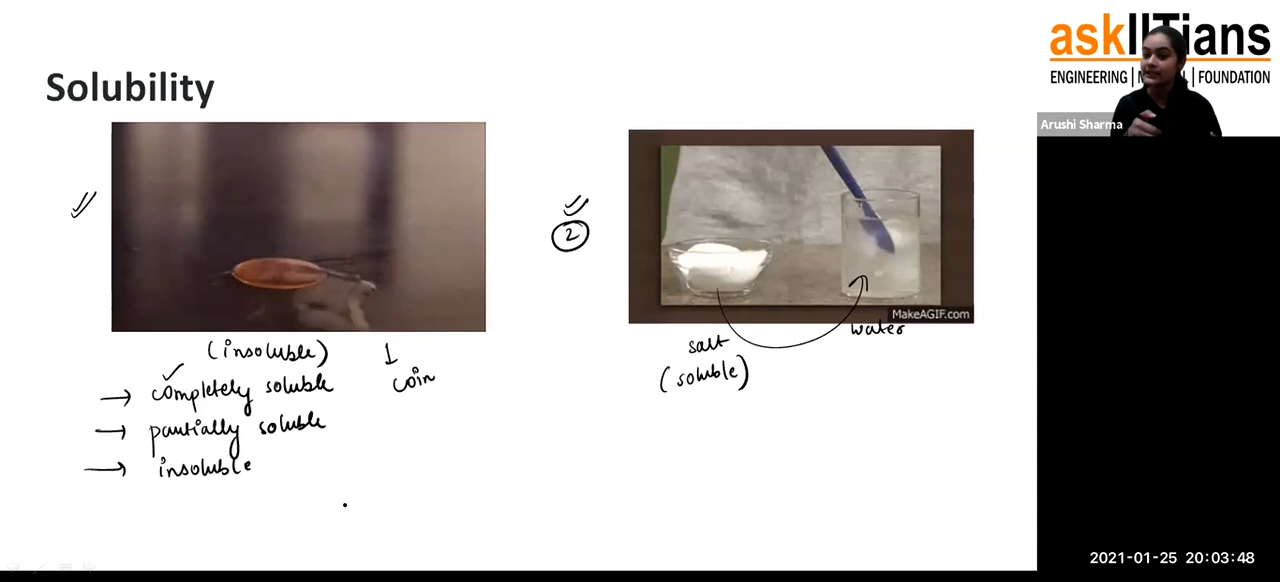 askIITians
ENGINEERING | M L | FOUNDATION
Arushi Sharma
Solubility
2
MakeAGIF.com
(insoluble)
coin
salt
water
(soluble)
→ completely soluble
→ partially soluble
→ insoluble
2021-01-25 20:03:48